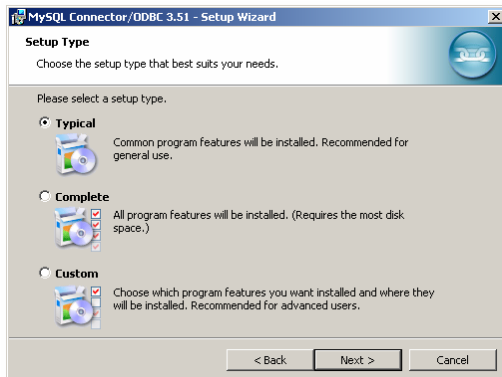 MySQL Connector/ODBC 3.51 - Setup Wizard
Setup Type
Choose the setup type that best suits your needs.
Please select a setup type.
Typical
Common program features will be installed. Recommended for
general use.
Complete
All program features will be installed. (Requires the most disk
space.)
Custom
Choose which program features you want installed and where they
will be installed. Recommended for advanced users.
< Back Next > Cancel